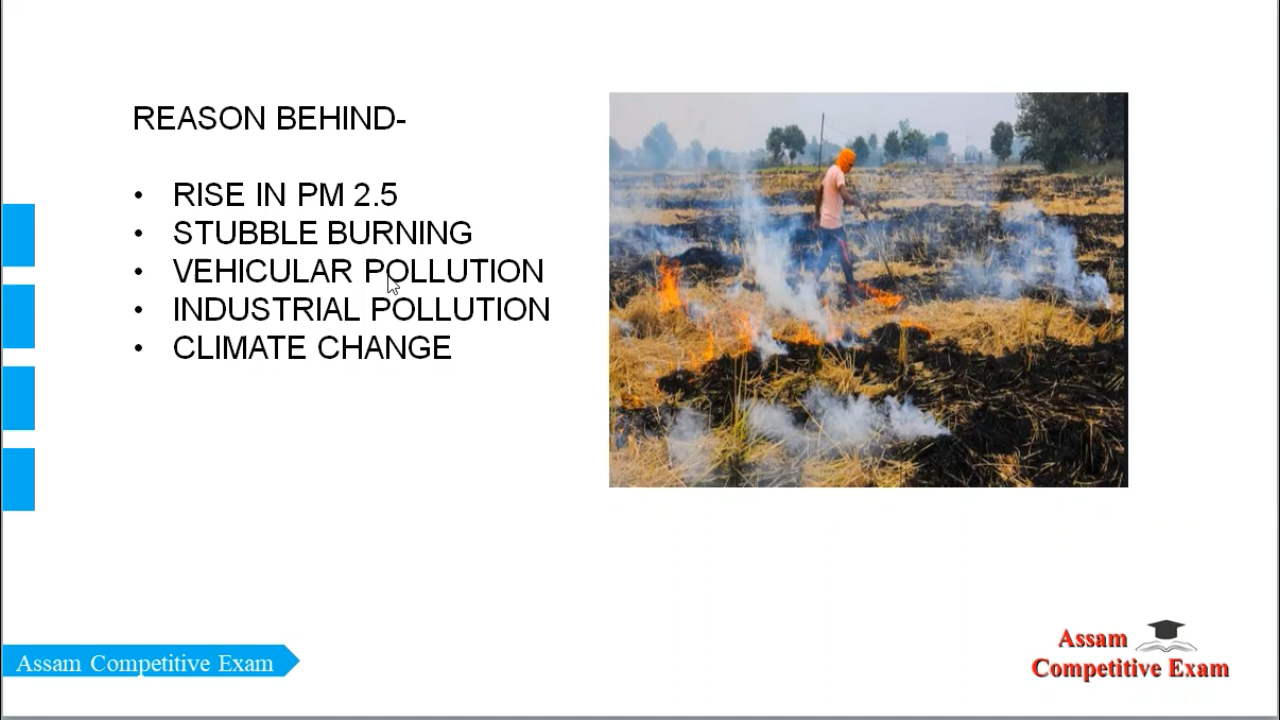 REASON BEHIND-
• RISE IN PM 2.5
• STUBBLE BURNING
• VEHICULAR POLLUTION
• INDUSTRIAL POLLUTION
• CLIMATE CHANGE
Assam Competitive Exam
Assam
Competitive Exam